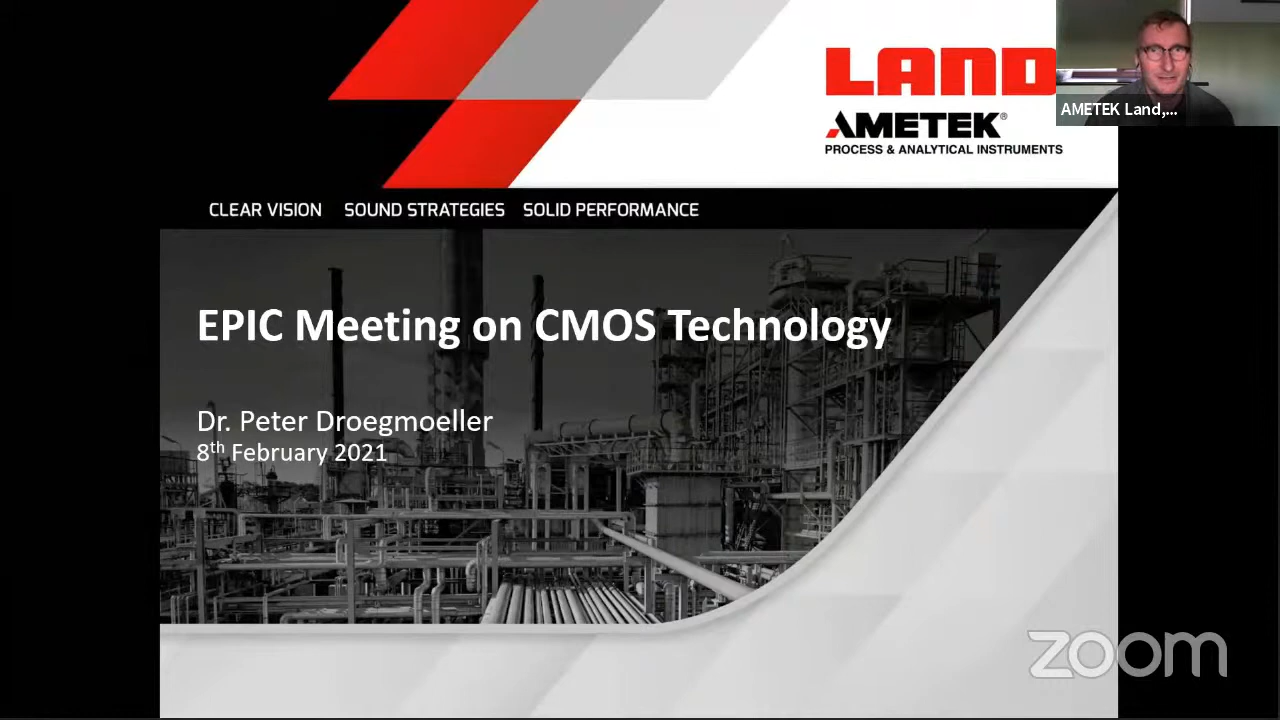 LAND
AMETEK Land,...
AMETEK®
PROCESS & ANALYTICAL INSTRUMENTS
CLEAR VISION SOUND STRATEGIES SOLID PERFORMANCE
EPIC Meeting on CMOS Technology
Dr. Peter Droegmoeller
8th February 2021
zoom